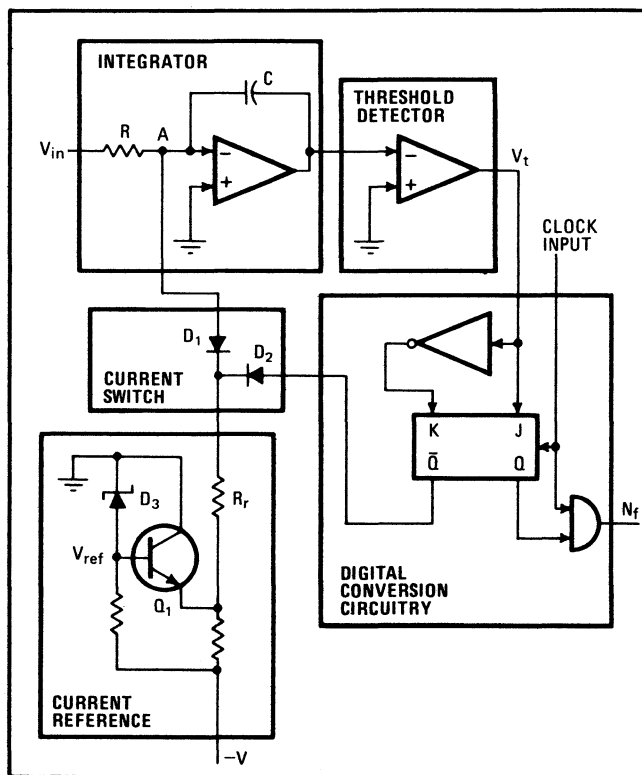 INTEGRATOR
C
R
A
V_in
−
+
THRESHOLD
DETECTOR
−
+
V_t
CLOCK
INPUT
D_1
D_2
CURRENT
SWITCH
K
J
Q̅
Q
N_f
DIGITAL
CONVERSION
CIRCUITRY
D_3
R_r
V_ref
Q_1
CURRENT
REFERENCE
−V